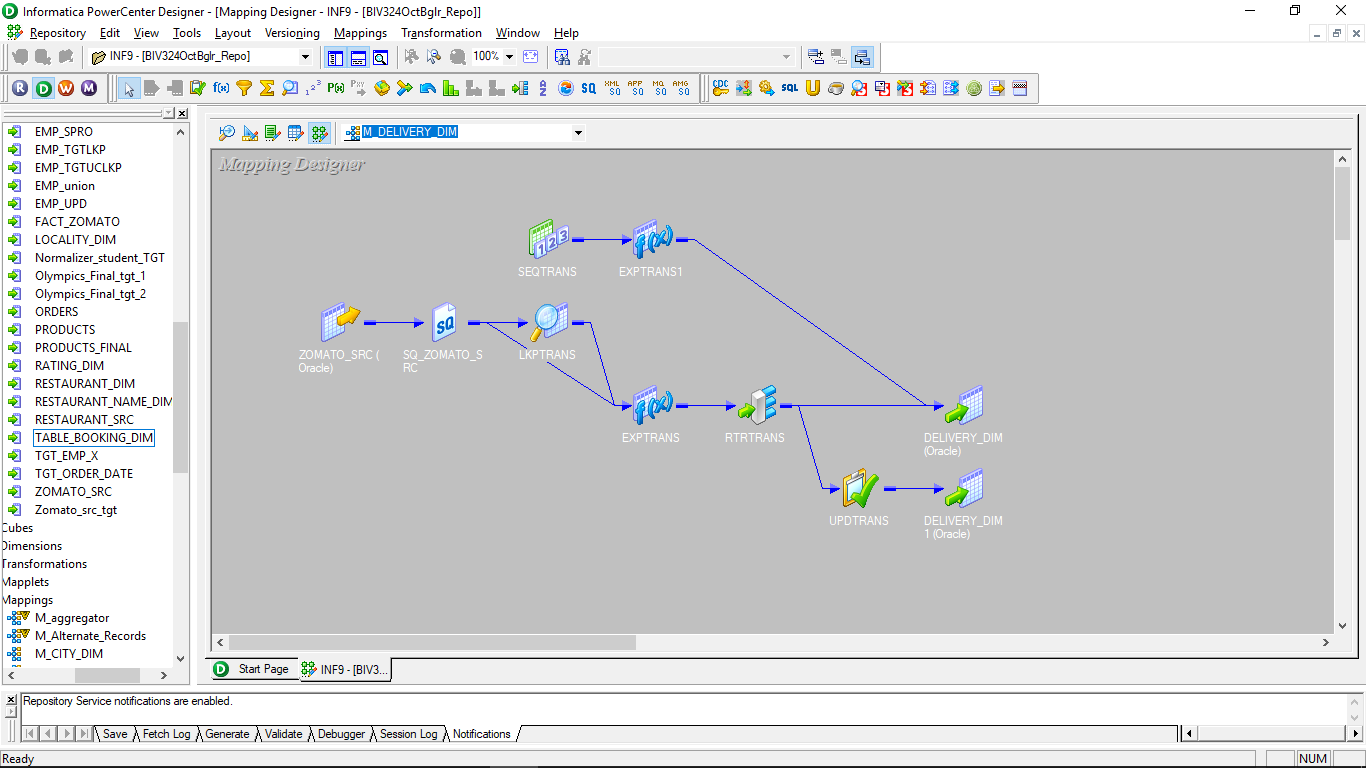 Informatica PowerCenter Designer - [Mapping Designer - INF9 - [BIV324OctBglr_Repo]]
Repository Edit View Tools Layout Versioning Mappings Transformation Window Help
INF9 - [BIV324OctBglr_Repo] 100%
R D W M f(x) P(x) SQ XML SQ APP SQ MQ SQ AMG SQ CDC SQL
EMP_SPRO
EMP_TGTLKP
EMP_TGTUCLKP
EMP_union
EMP_UPD
FACT_ZOMATO
LOCALITY_DIM
Normalizer_student_TGT
Olympics_Final_tgt_1
Olympics_Final_tgt_2
ORDERS
PRODUCTS
PRODUCTS_FINAL
RATING_DIM
RESTAURANT_DIM
RESTAURANT_NAME_DIM
RESTAURANT_SRC
TABLE_BOOKING_DIM
TGT_EMP_X
TGT_ORDER_DATE
ZOMATO_SRC
Zomato_src_tgt
Cubes
Dimensions
Transformations
Mapplets
Mappings
M_aggregator
M_Alternate_Records
M_CITY_DIM
M_DELIVERY_DIM
Mapping Designer
SEQTRANS
EXPTRANS1
ZOMATO_SRC (
Oracle)
SQ
SQ_ZOMATO_S
RC
LKPTRANS
EXPTRANS
RTRTRANS
DELIVERY_DIM
(Oracle)
UPDTRANS
DELIVERY_DIM
1 (Oracle)
Start Page INF9 - [BIV3...
Repository Service notifications are enabled.
Save Fetch Log Generate Validate Debugger Session Log Notifications
Ready NUM